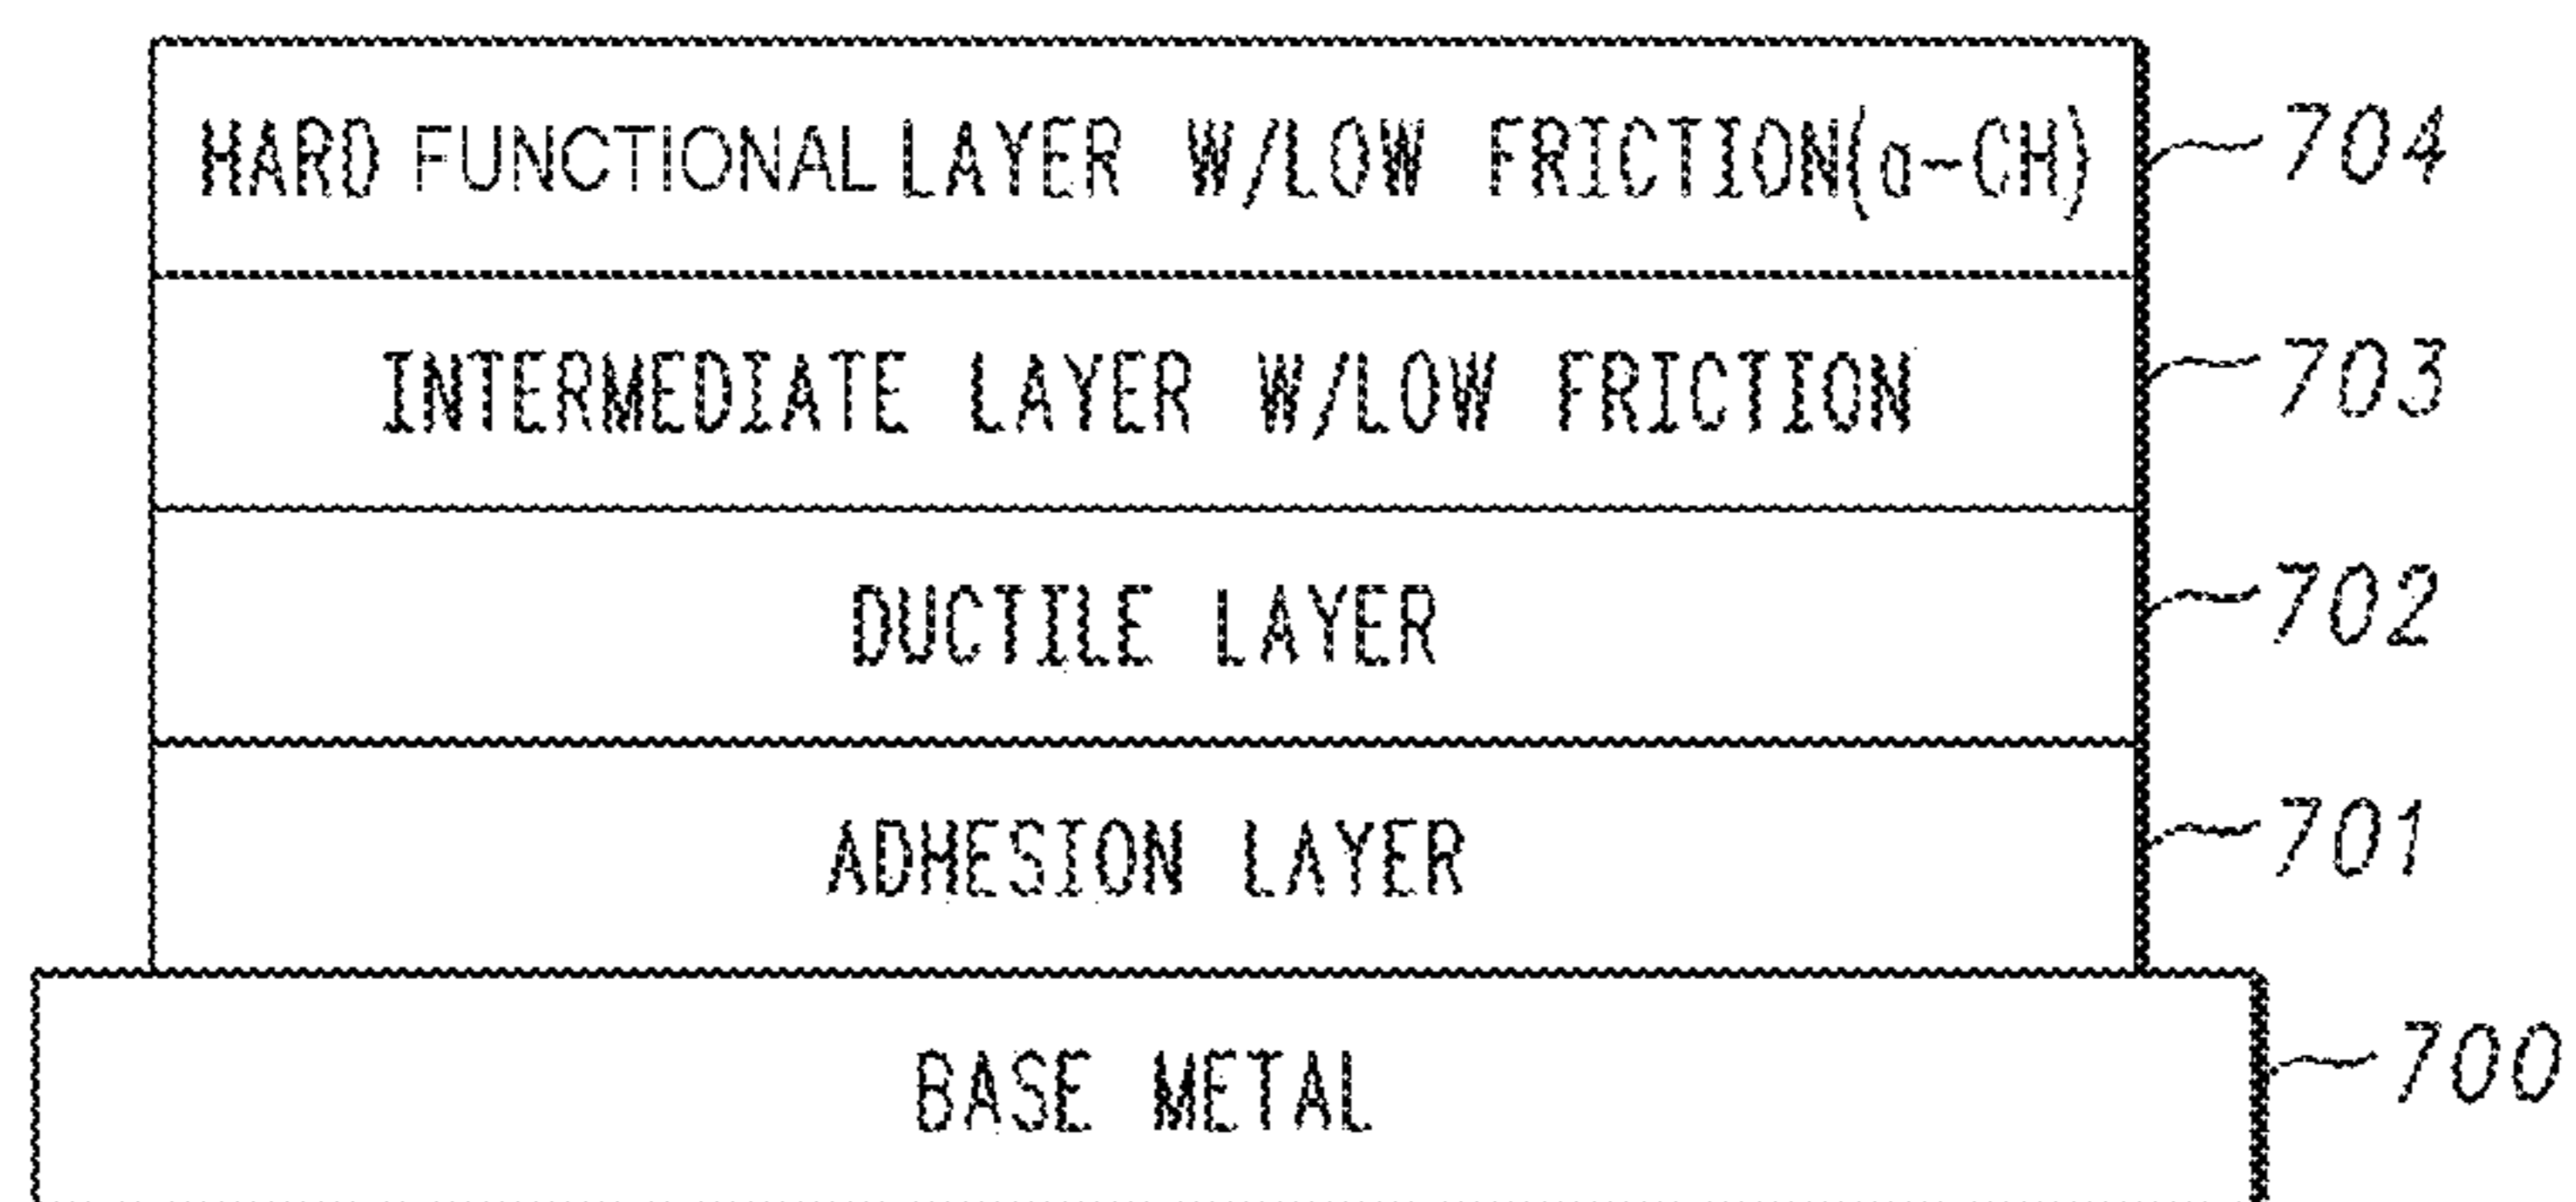 HARD FUNCTIONAL LAYER W/LOW FRICTION(a-CH) 704
INTERMEDIATE LAYER W/LOW FRICTION 703
DUCTILE LAYER 702
ADHESION LAYER 701
BASE METAL 700